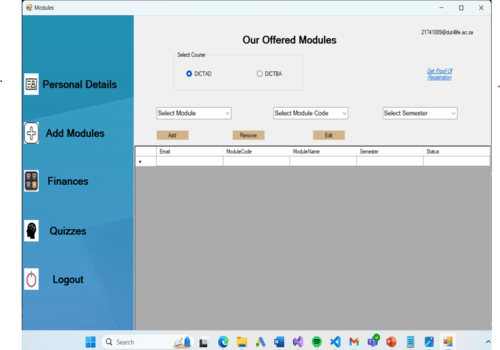 Modules
Our Offered Modules
21741889@dut4life.ac.za
Select Course
DICTAD
DICTBA
Get Proof Of
Registration
Personal Details
Add Modules
Finances
Quizzes
Logout
Select Module
Select Module Code
Select Semester
Add
Remove
Edit
Email
ModuleCode
ModuleName
Semester
Status
Search